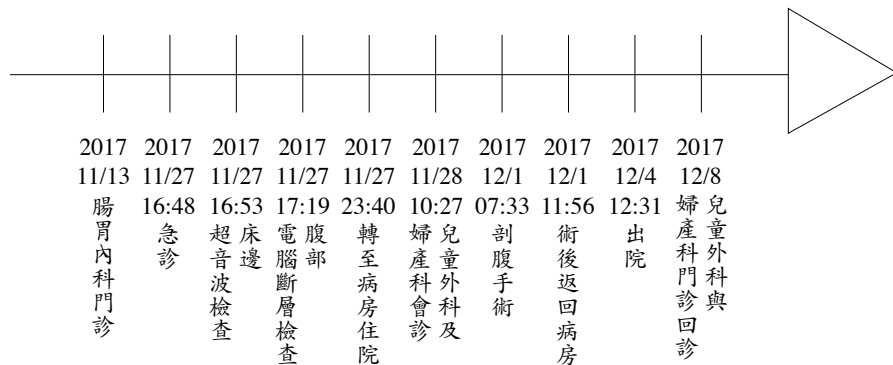 2017
11/13
腸胃內科門診
2017
11/27
16:48
急診
2017
11/27
16:53
床邊
超音波檢查
2017
11/27
17:19
腹部
電腦斷層檢查
2017
11/27
23:40
轉至病房住院
2017
11/28
10:27
兒童外科及
婦產科會診
2017
12/1
07:33
剖腹手術
2017
12/1
11:56
術後返回病房
2017
12/4
12:31
出院
2017
12/8
兒童外科與
婦產科門診回診